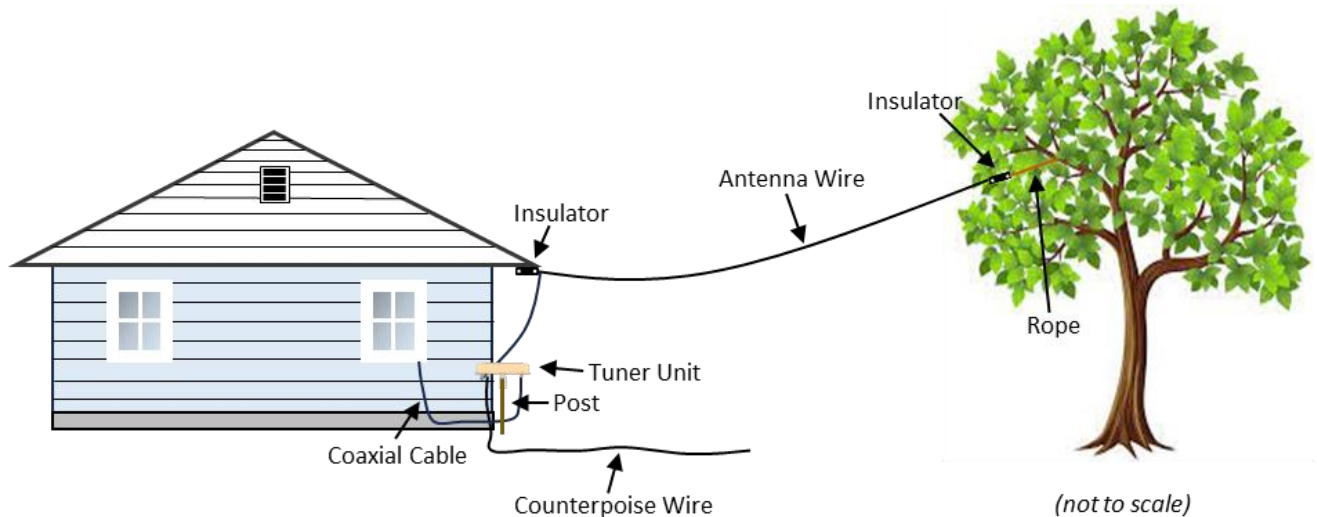 Insulator
Antenna Wire
Insulator
Rope
Tuner Unit
Post
Coaxial Cable
Counterpoise Wire
(not to scale)